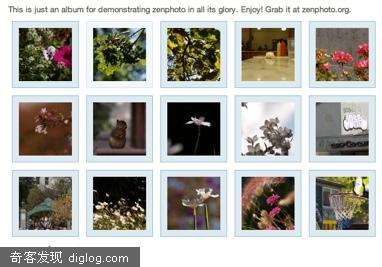 This is just an album for demonstrating zenphoto in all its glory. Enjoy! Grab it at zenphoto.org.
奇客发现 diglog.com